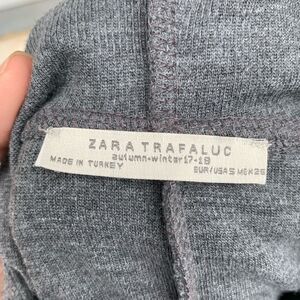 ZARA TRAFALUC
autumn-winter 17-18
MADE IN TURKEY
EUR/USA S MEX 26